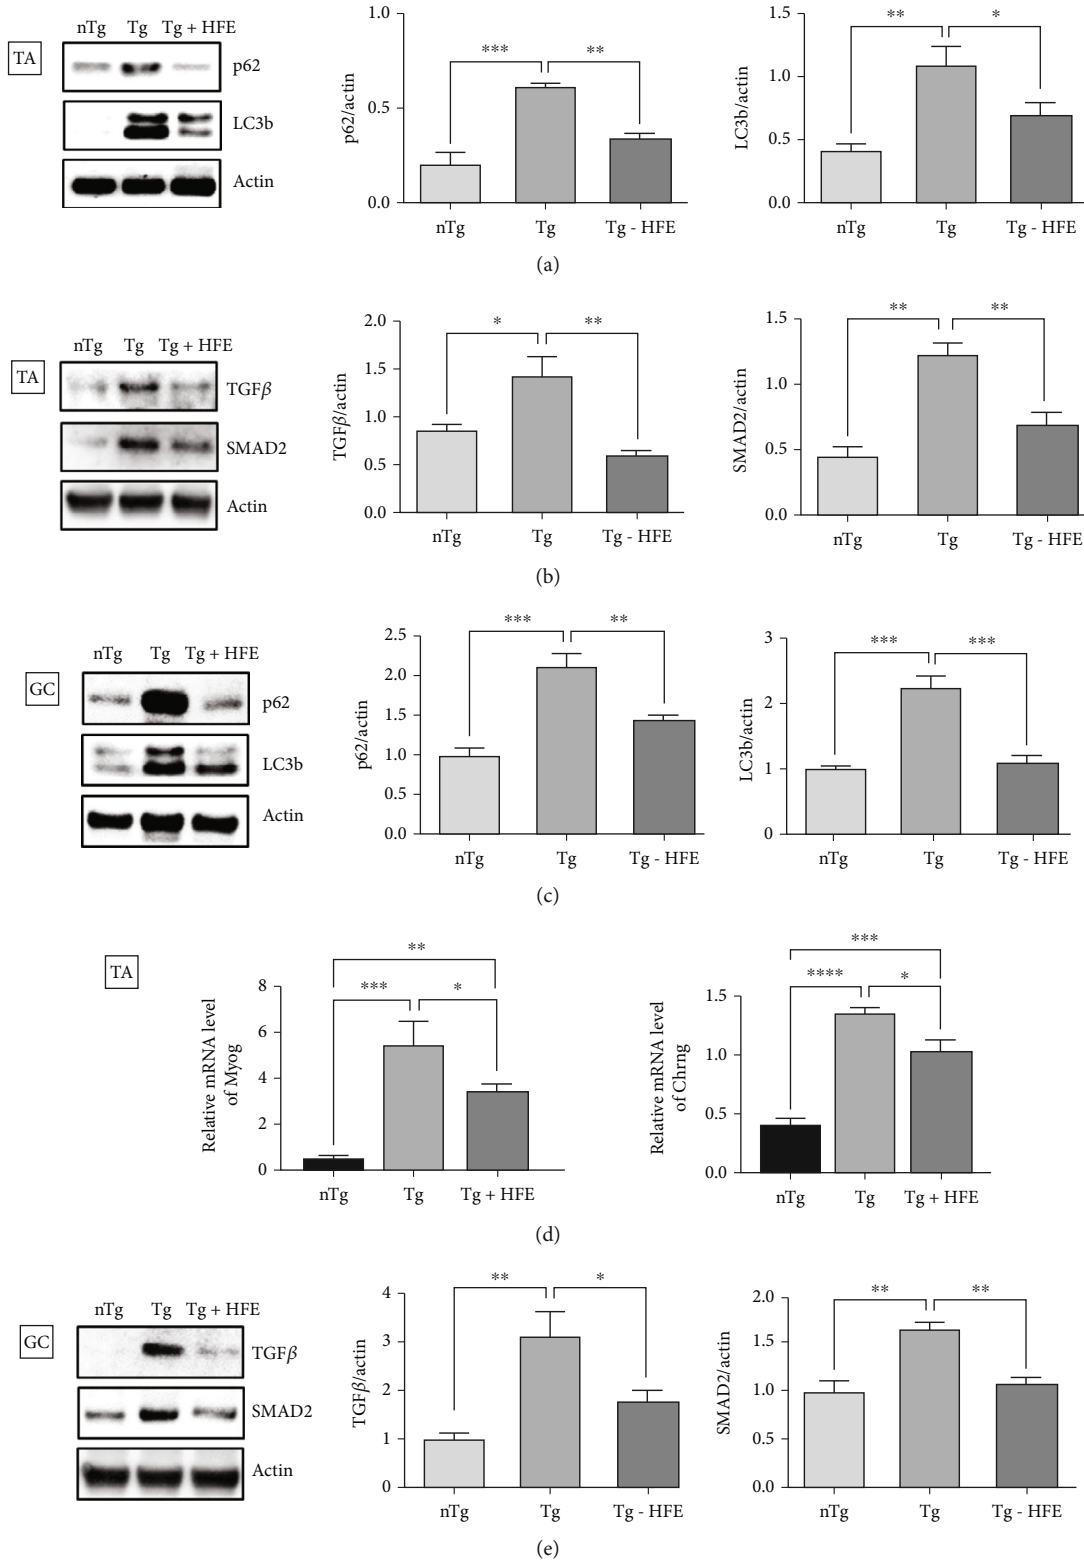 nTg Tg Tg + HFE
TA
p62
LC3b
Actin
*** **
p62/actin
1.0
0.5
0.0
nTg Tg Tg - HFE
** *
LC3b/actin
1.5
1.0
0.5
0.0
nTg Tg Tg - HFE
(a)
nTg Tg Tg + HFE
TA
TGFβ
SMAD2
Actin
* **
TGFβ/actin
2.0
1.5
1.0
0.5
0.0
nTg Tg Tg - HFE
** **
SMAD2/actin
1.5
1.0
0.5
0.0
nTg Tg Tg - HFE
(b)
nTg Tg Tg + HFE
GC
p62
LC3b
Actin
*** **
p62/actin
2.5
2.0
1.5
1.0
0.5
0.0
nTg Tg Tg - HFE
*** ***
LC3b/actin
3
2
1
0
nTg Tg Tg - HFE
(c)
TA
**
*** *
Relative mRNA level
of Myog
8
6
4
2
0
nTg Tg Tg + HFE
***
**** *
Relative mRNA level
of Chrng
1.5
1.0
0.5
0.0
nTg Tg Tg + HFE
(d)
nTg Tg Tg + HFE
GC
TGFβ
SMAD2
Actin
** *
TGFβ/actin
4
3
2
1
0
nTg Tg Tg - HFE
** **
SMAD2/actin
2.0
1.5
1.0
0.5
0.0
nTg Tg Tg - HFE
(e)